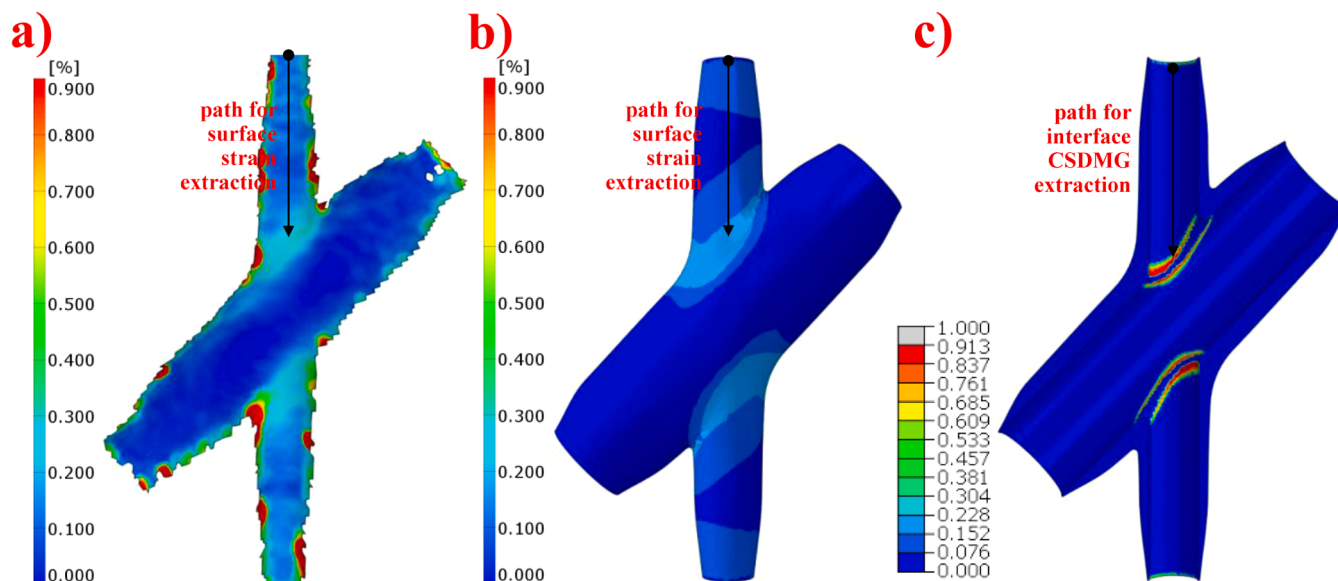 a)
[%]
0.900
0.800
0.700
0.600
0.500
0.400
0.300
0.200
0.100
0.000
path for
surface
strain
extraction
b)
[%]
0.900
0.800
0.700
0.600
0.500
0.400
0.300
0.200
0.100
0.000
path for
surface
strain
extraction
c)
path for
interface
CSDMG
extraction
1.000
0.913
0.837
0.761
0.685
0.609
0.533
0.457
0.381
0.304
0.228
0.152
0.076
0.000